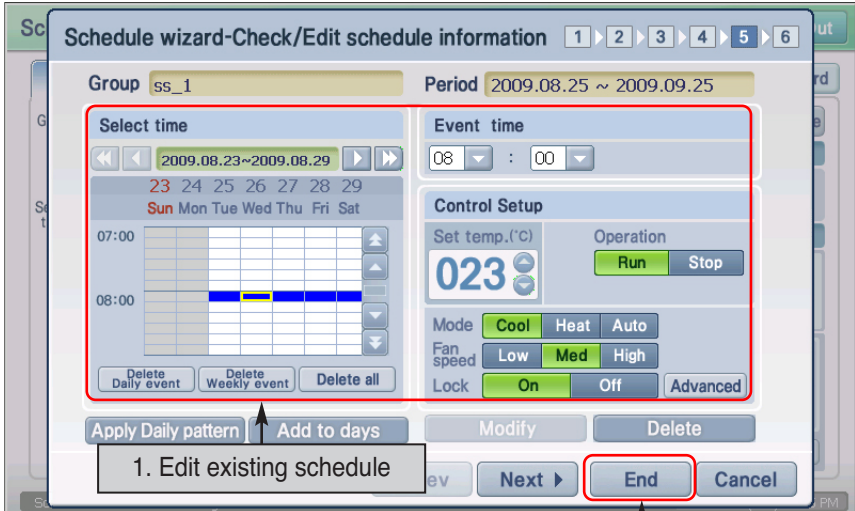 Schedule wizard-Check/Edit schedule information 1 2 3 4 5 6
Group ss_1 Period 2009.08.25 ~ 2009.09.25
Select time
2009.08.23~2009.08.29
23 24 25 26 27 28 29
Sun Mon Tue Wed Thu Fri Sat
07:00
08:00
Delete Daily event
Delete Weekly event
Delete all
Event time
08 : 00
Control Setup
Set temp.(°C)
023
Operation
Run Stop
Mode Cool Heat Auto
Fan speed Low Med High
Lock On Off Advanced
Apply Daily pattern Add to days Modify Delete
1. Edit existing schedule
Next End Cancel